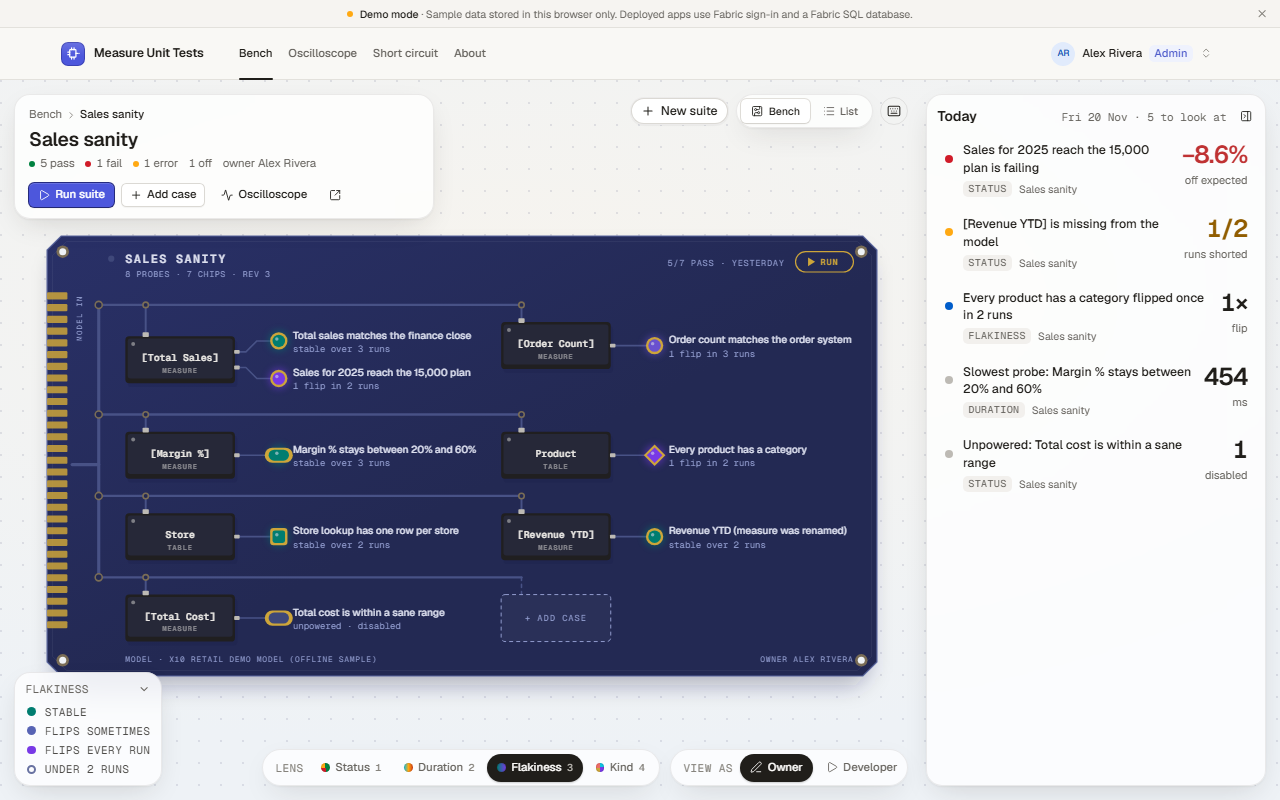 Demo mode · Sample data stored in this browser only. Deployed apps use Fabric sign-in and a Fabric SQL database.
Measure Unit Tests
Bench
Oscilloscope
Short circuit
About
AR
Alex Rivera
Admin
Bench › Sales sanity
Sales sanity
5 pass 1 fail 1 error 1 off owner Alex Rivera
Run suite
Add case
Oscilloscope
New suite
Bench
List
SALES SANITY
8 PROBES · 7 CHIPS · REV 3
5/7 PASS · YESTERDAY
RUN
MODEL IN
[Total Sales]
MEASURE
Total sales matches the finance close
stable over 3 runs
Sales for 2025 reach the 15,000 plan
1 flip in 2 runs
[Order Count]
MEASURE
Order count matches the order system
1 flip in 3 runs
[Margin %]
MEASURE
Margin % stays between 20% and 60%
stable over 3 runs
Product
TABLE
Every product has a category
1 flip in 2 runs
Store
TABLE
Store lookup has one row per store
stable over 2 runs
[Revenue YTD]
MEASURE
Revenue YTD (measure was renamed)
stable over 2 runs
[Total Cost]
MEASURE
Total cost is within a sane range
unpowered · disabled
+ ADD CASE
MODEL · X10 RETAIL DEMO MODEL (OFFLINE SAMPLE)
OWNER ALEX RIVERA
FLAKINESS
STABLE
FLIPS SOMETIMES
FLIPS EVERY RUN
UNDER 2 RUNS
LENS
Status 1
Duration 2
Flakiness 3
Kind 4
VIEW AS
Owner
Developer
Today
Fri 20 Nov · 5 to look at
Sales for 2025 reach the 15,000
plan is failing
STATUS Sales sanity
−8.6%
off expected
[Revenue YTD] is missing from the
model
STATUS Sales sanity
1/2
runs shorted
Every product has a category flipped once
in 2 runs
FLAKINESS Sales sanity
1×
flip
Slowest probe: Margin % stays between
20% and 60%
DURATION Sales sanity
454
ms
Unpowered: Total cost is within a sane
range
STATUS Sales sanity
1
disabled